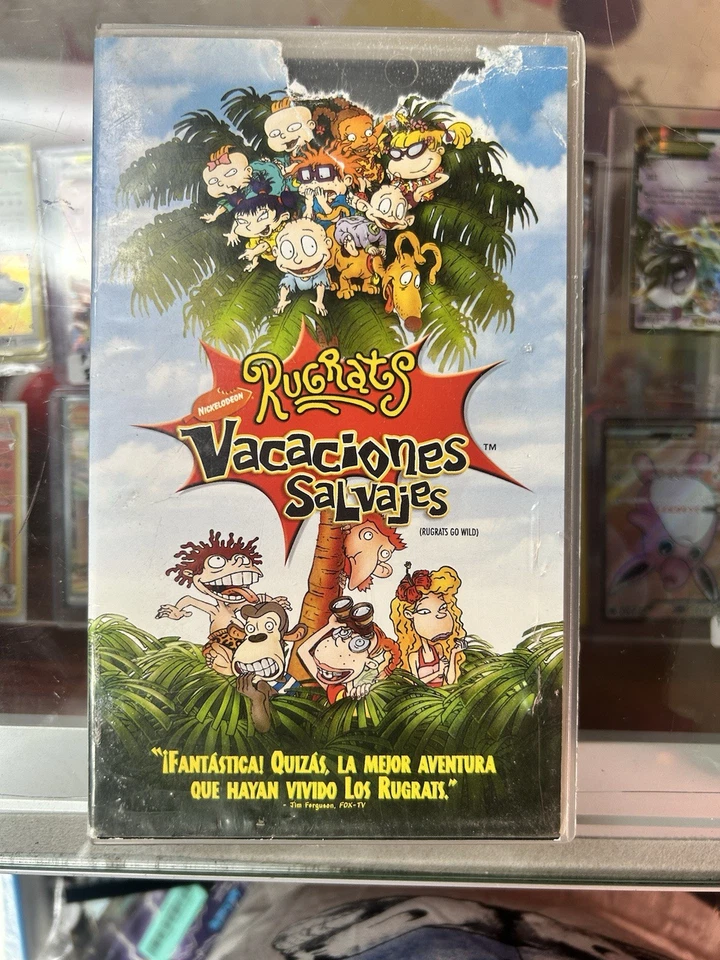 RUGRATS
NICKELODEON
VACACIONES
SALVAJES
TM
(RUGRATS GO WILD)
"¡FANTÁSTICA! QUIZÁS, LA MEJOR AVENTURA
QUE HAYAN VIVIDO LOS RUGRATS."
- Jim Ferguson, FOX-TV